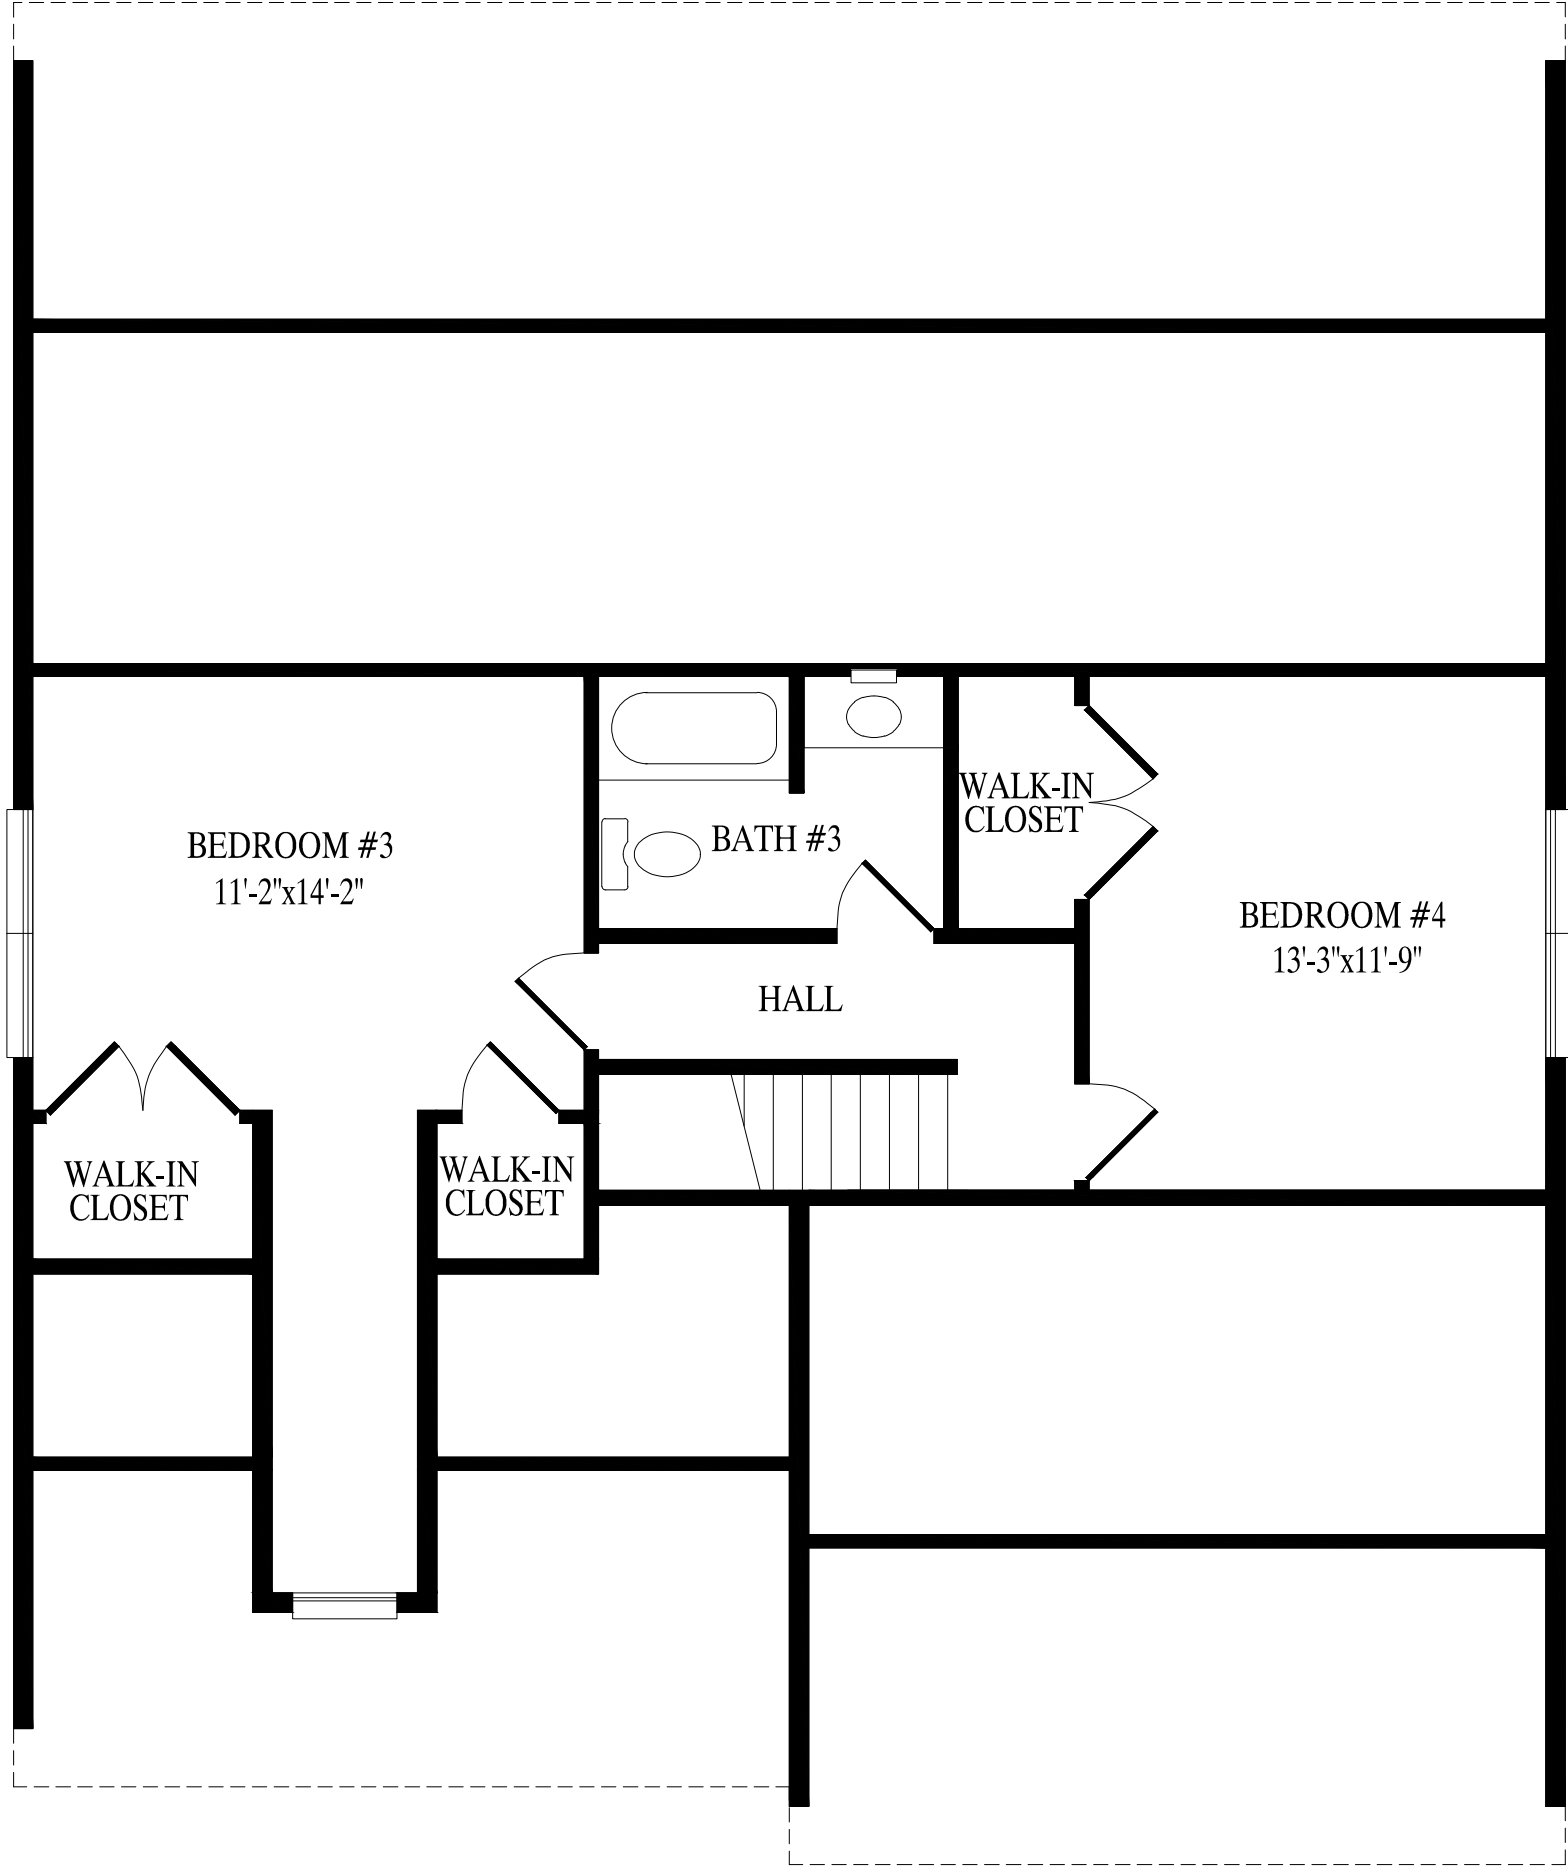 WALK-IN
CLOSET
BEDROOM #3
11'-2"x14'-2"
BATH #3
BEDROOM #4
13'-3"x11'-9"
HALL
WALK-IN
CLOSET
WALK-IN
CLOSET